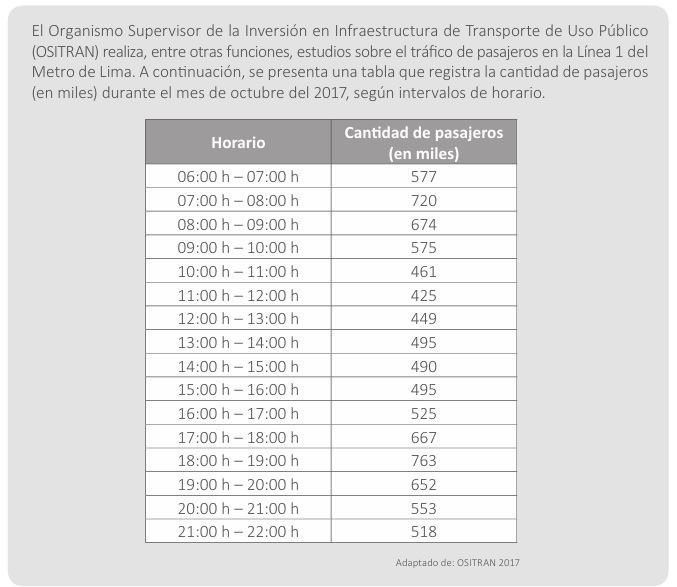 El Organismo Supervisor de la Inversión en Infraestructura de Transporte de Uso Público
(OSITRAN) realiza, entre otras funciones, estudios sobre el tráfico de pasajeros en la Línea 1 del
Metro de Lima. A continuación, se presenta una tabla que registra la cantidad de pasajeros
(en miles) durante el mes de octubre del 2017, según intervalos de horario.
Horario Cantidad de pasajeros
(en miles)
06:00 h – 07:00 h 577
07:00 h – 08:00 h 720
08:00 h – 09:00 h 674
09:00 h – 10:00 h 575
10:00 h – 11:00 h 461
11:00 h – 12:00 h 425
12:00 h – 13:00 h 449
13:00 h – 14:00 h 495
14:00 h – 15:00 h 490
15:00 h – 16:00 h 495
16:00 h – 17:00 h 525
17:00 h – 18:00 h 667
18:00 h – 19:00 h 763
19:00 h – 20:00 h 652
20:00 h – 21:00 h 553
21:00 h – 22:00 h 518
Adaptado de: OSITRAN 2017